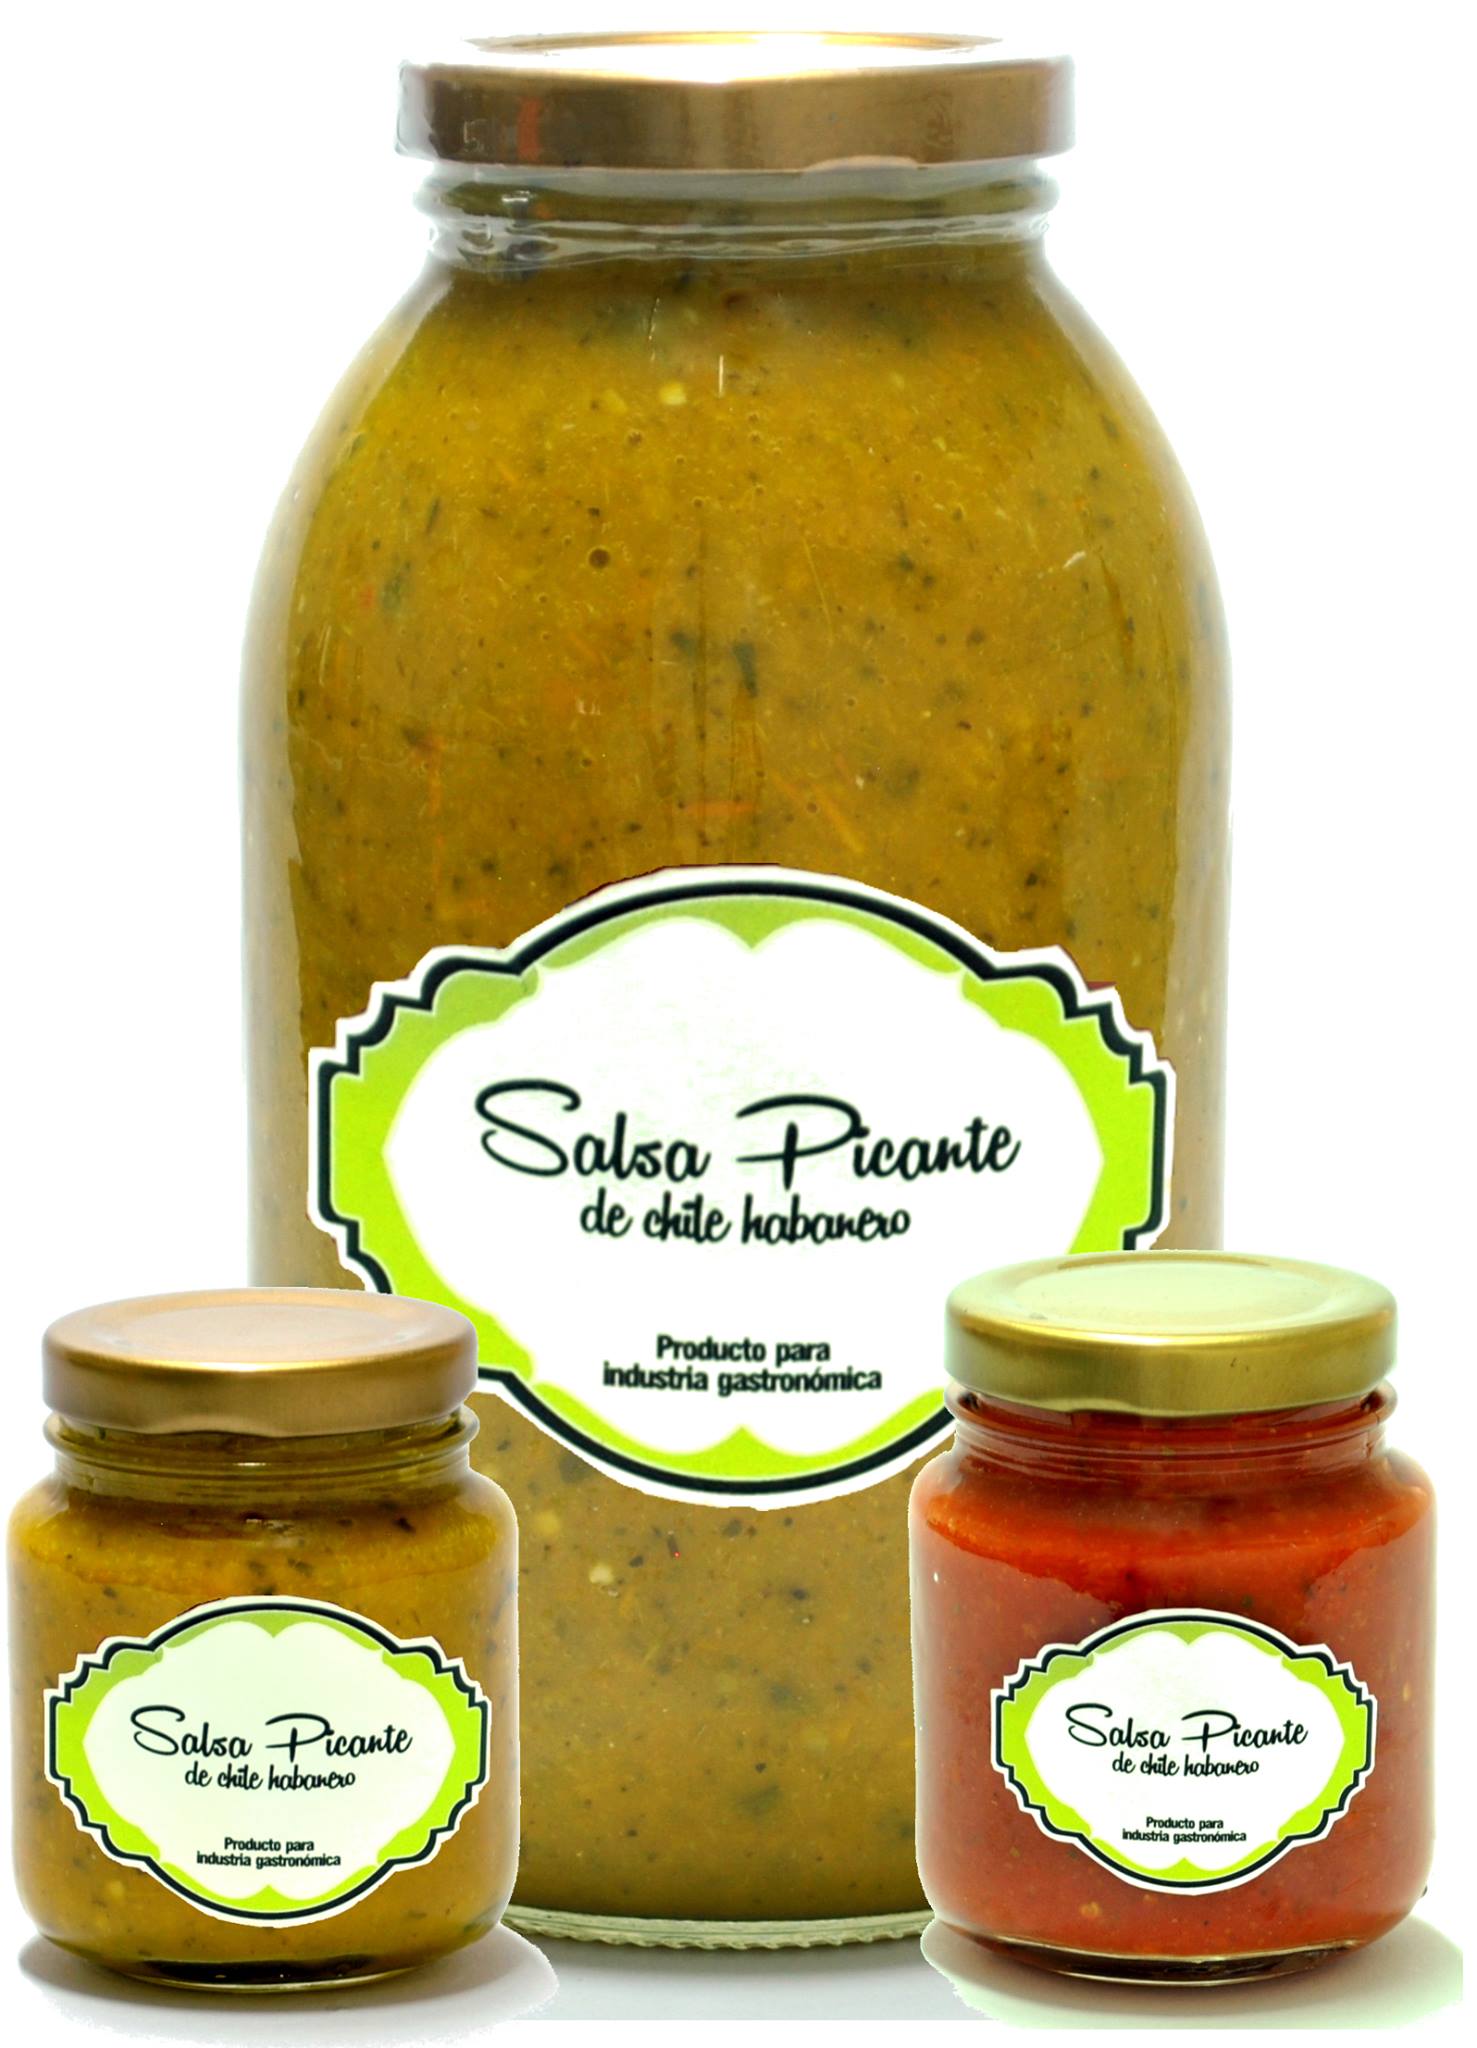 Salsa Picante
de chile habanero
Producto para
industria gastronómica
Salsa Picante
de chile habanero
Producto para
industria gastronómica
Salsa Picante
de chile habanero
Producto para
industria gastronómica